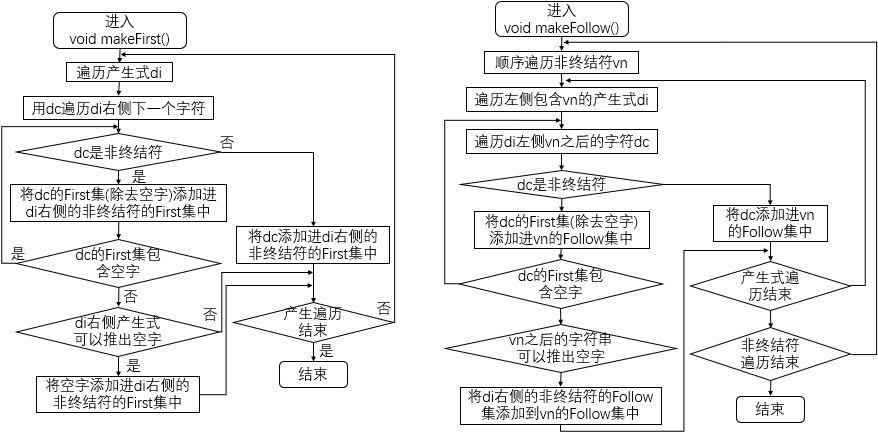 进入
void makeFirst()
遍历产生式di
用dc遍历di右侧下一个字符
dc是非终结符
否
是
将dc的First集(除去空字)添加进
di右侧的非终结符的First集中
是
dc的First集包
含空字
否
di右侧产生式
可以推出空字
否
是
将空字添加进di右侧的
非终结符的First集中
将dc添加进di右侧的
非终结符的First集中
产生遍历
结束
否
是
结束
进入
void makeFollow()
顺序遍历非终结符vn
遍历左侧包含vn的产生式di
遍历di左侧vn之后的字符dc
dc是非终结符
将dc的First集(除去空字)
添加进vn的Follow集中
dc的First集包
含空字
vn之后的字符串
可以推出空字
将di右侧的非终结符的Follow
集添加到vn的Follow集中
将dc添加进vn
的Follow集中
产生式遍
历结束
非终结符
遍历结束
结束